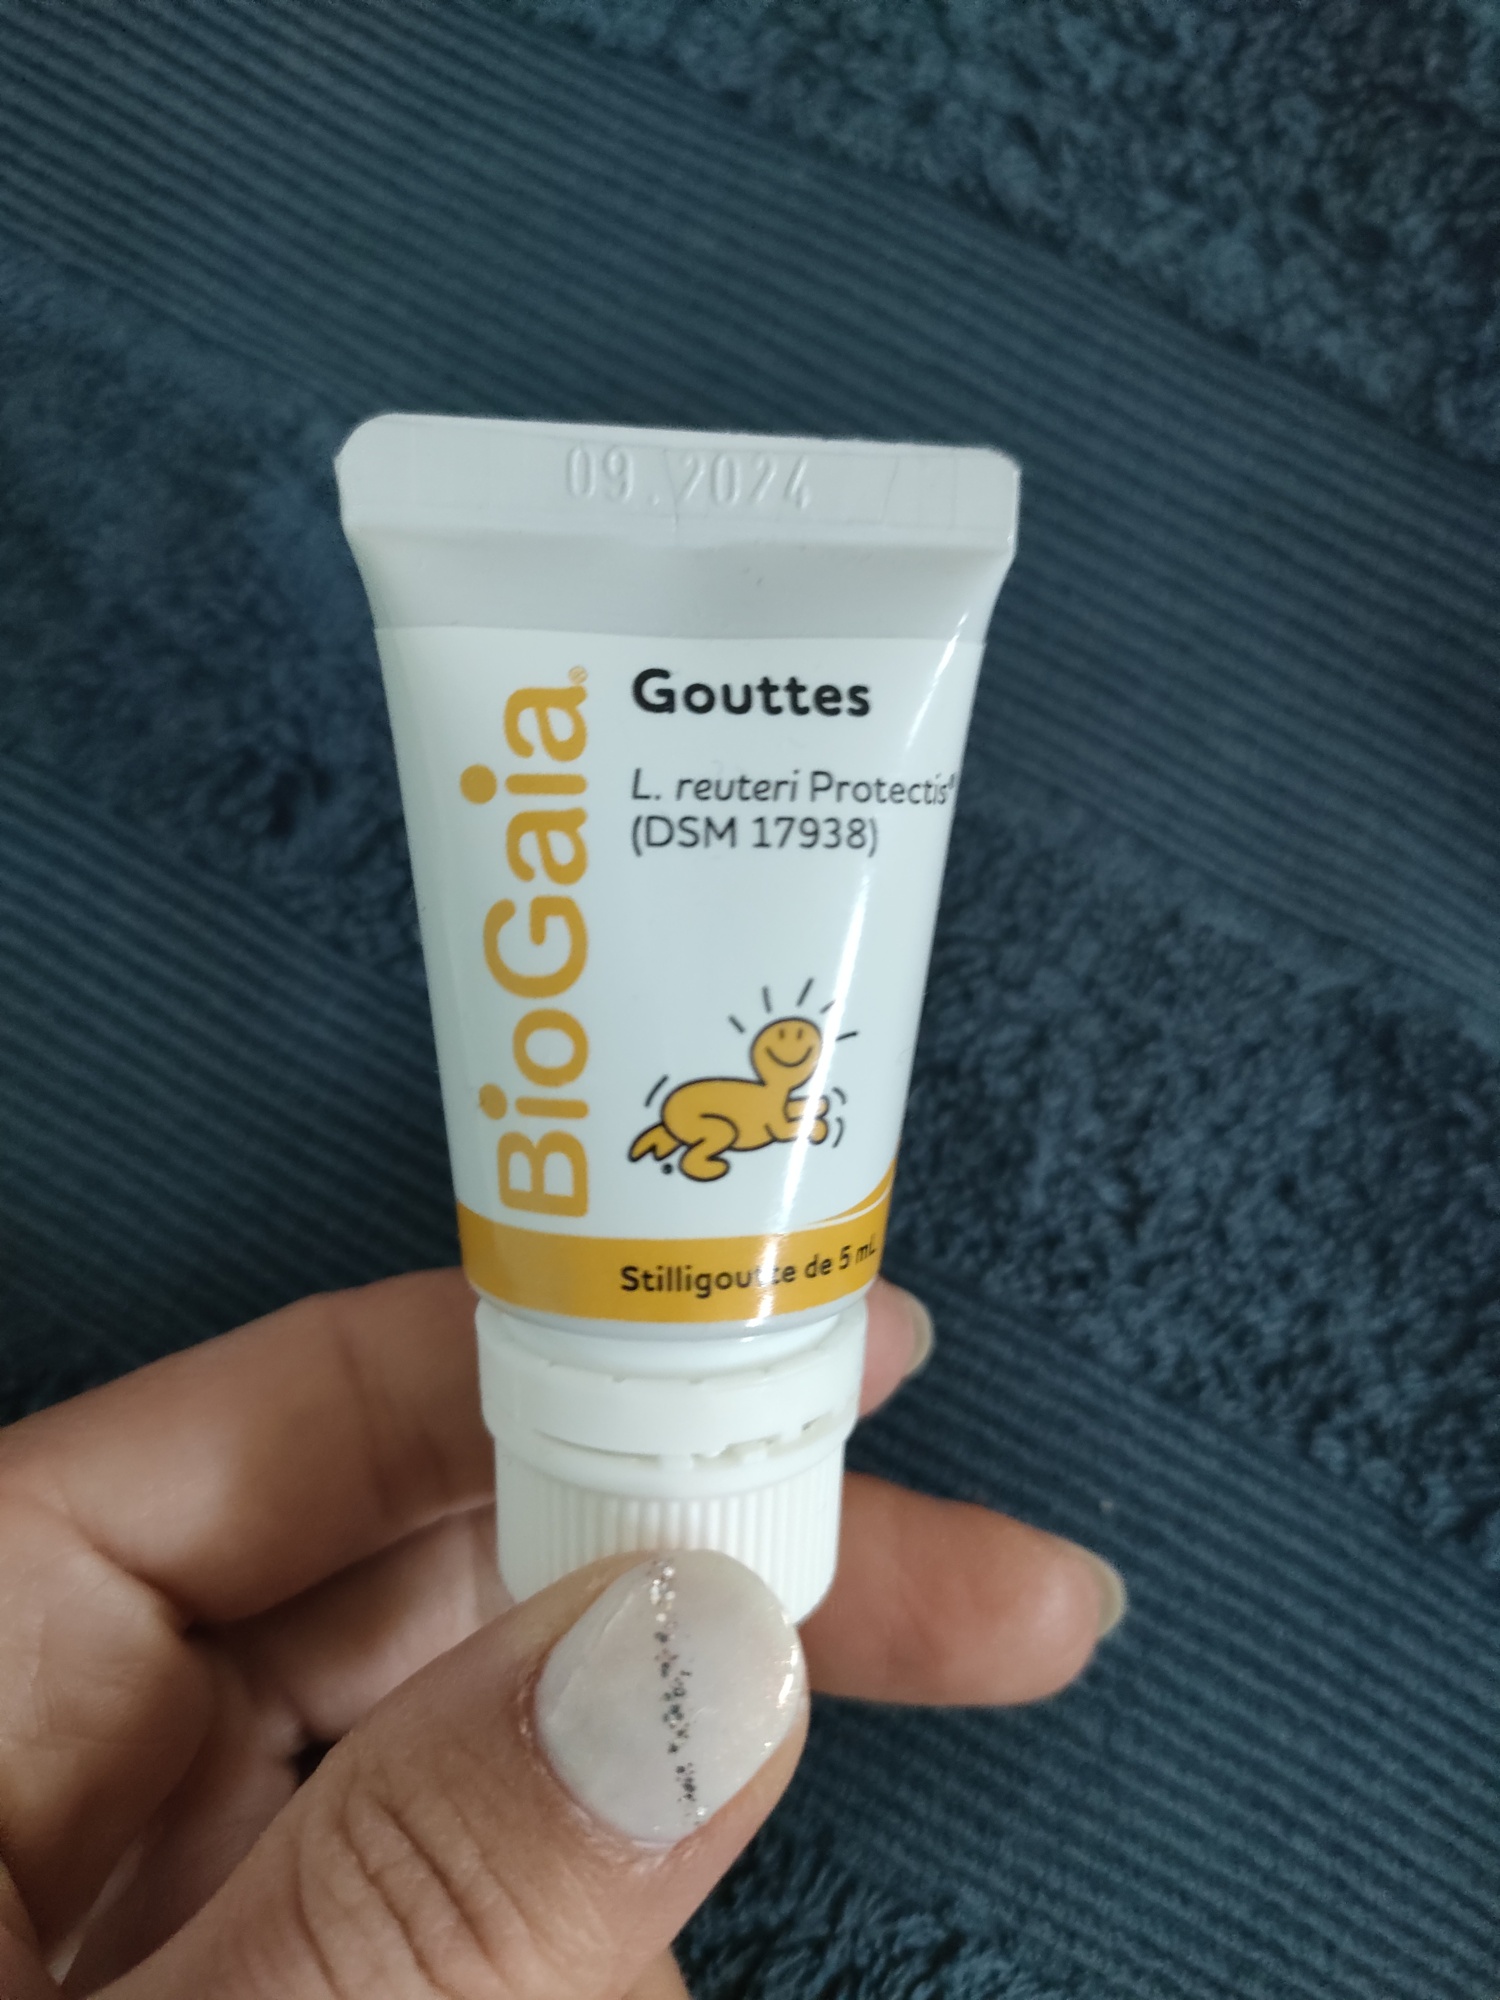 09.2024
BioGaia®
Gouttes
L. reuteri Protectis®
(DSM 17938)
Stilligoutte de 5 mL